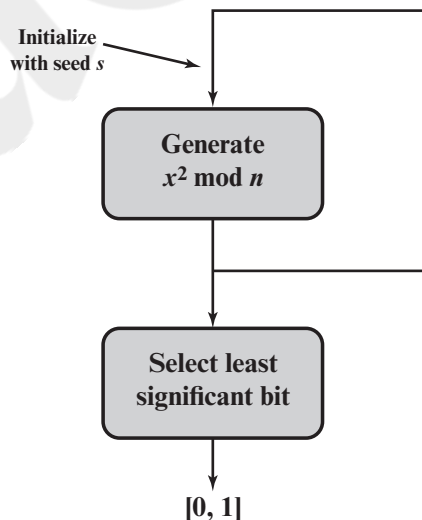 Initialize
with seed s
Generate
x² mod n
Select least
significant bit
[0, 1]